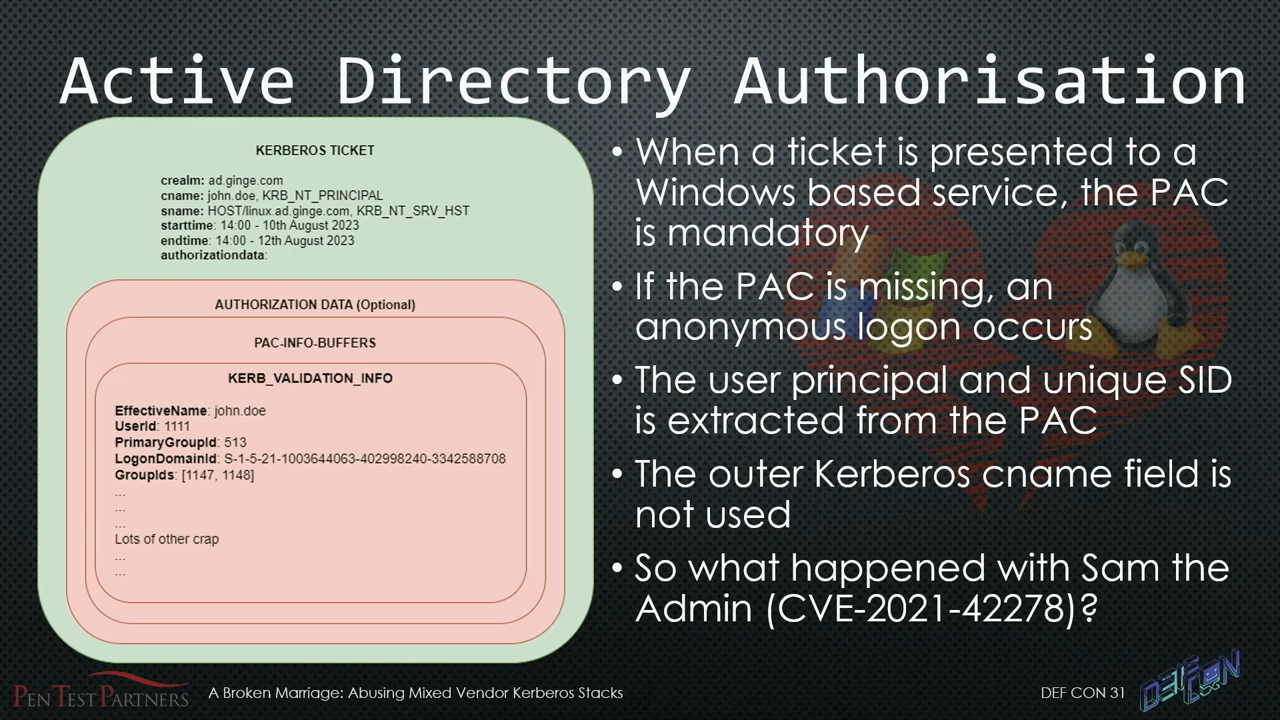 Active Directory Authorisation
KERBEROS TICKET
crealm: ad.ginge.com
cname: john.doe, KRB_NT_PRINCIPAL
sname: HOST/linux.ad.ginge.com, KRB_NT_SRV_HST
starttime: 14:00 - 10th August 2023
endtime: 14:00 - 12th August 2023
authorizationdata:
AUTHORIZATION DATA (Optional)
PAC-INFO-BUFFERS
KERB_VALIDATION_INFO
EffectiveName: john.doe
UserId: 1111
PrimaryGroupId: 513
LogonDomainId: S-1-5-21-1003644063-402998240-3342588708
GroupIds: [1147, 1148]
...
...
...
Lots of other crap
...
...
• When a ticket is presented to a
Windows based service, the PAC
is mandatory
• If the PAC is missing, an
anonymous logon occurs
• The user principal and unique SID
is extracted from the PAC
• The outer Kerberos cname field is
not used
• So what happened with Sam the
Admin (CVE-2021-42278)?
PEN TEST PARTNERS
A Broken Marriage: Abusing Mixed Vendor Kerberos Stacks
DEF CON 31
DEF CON